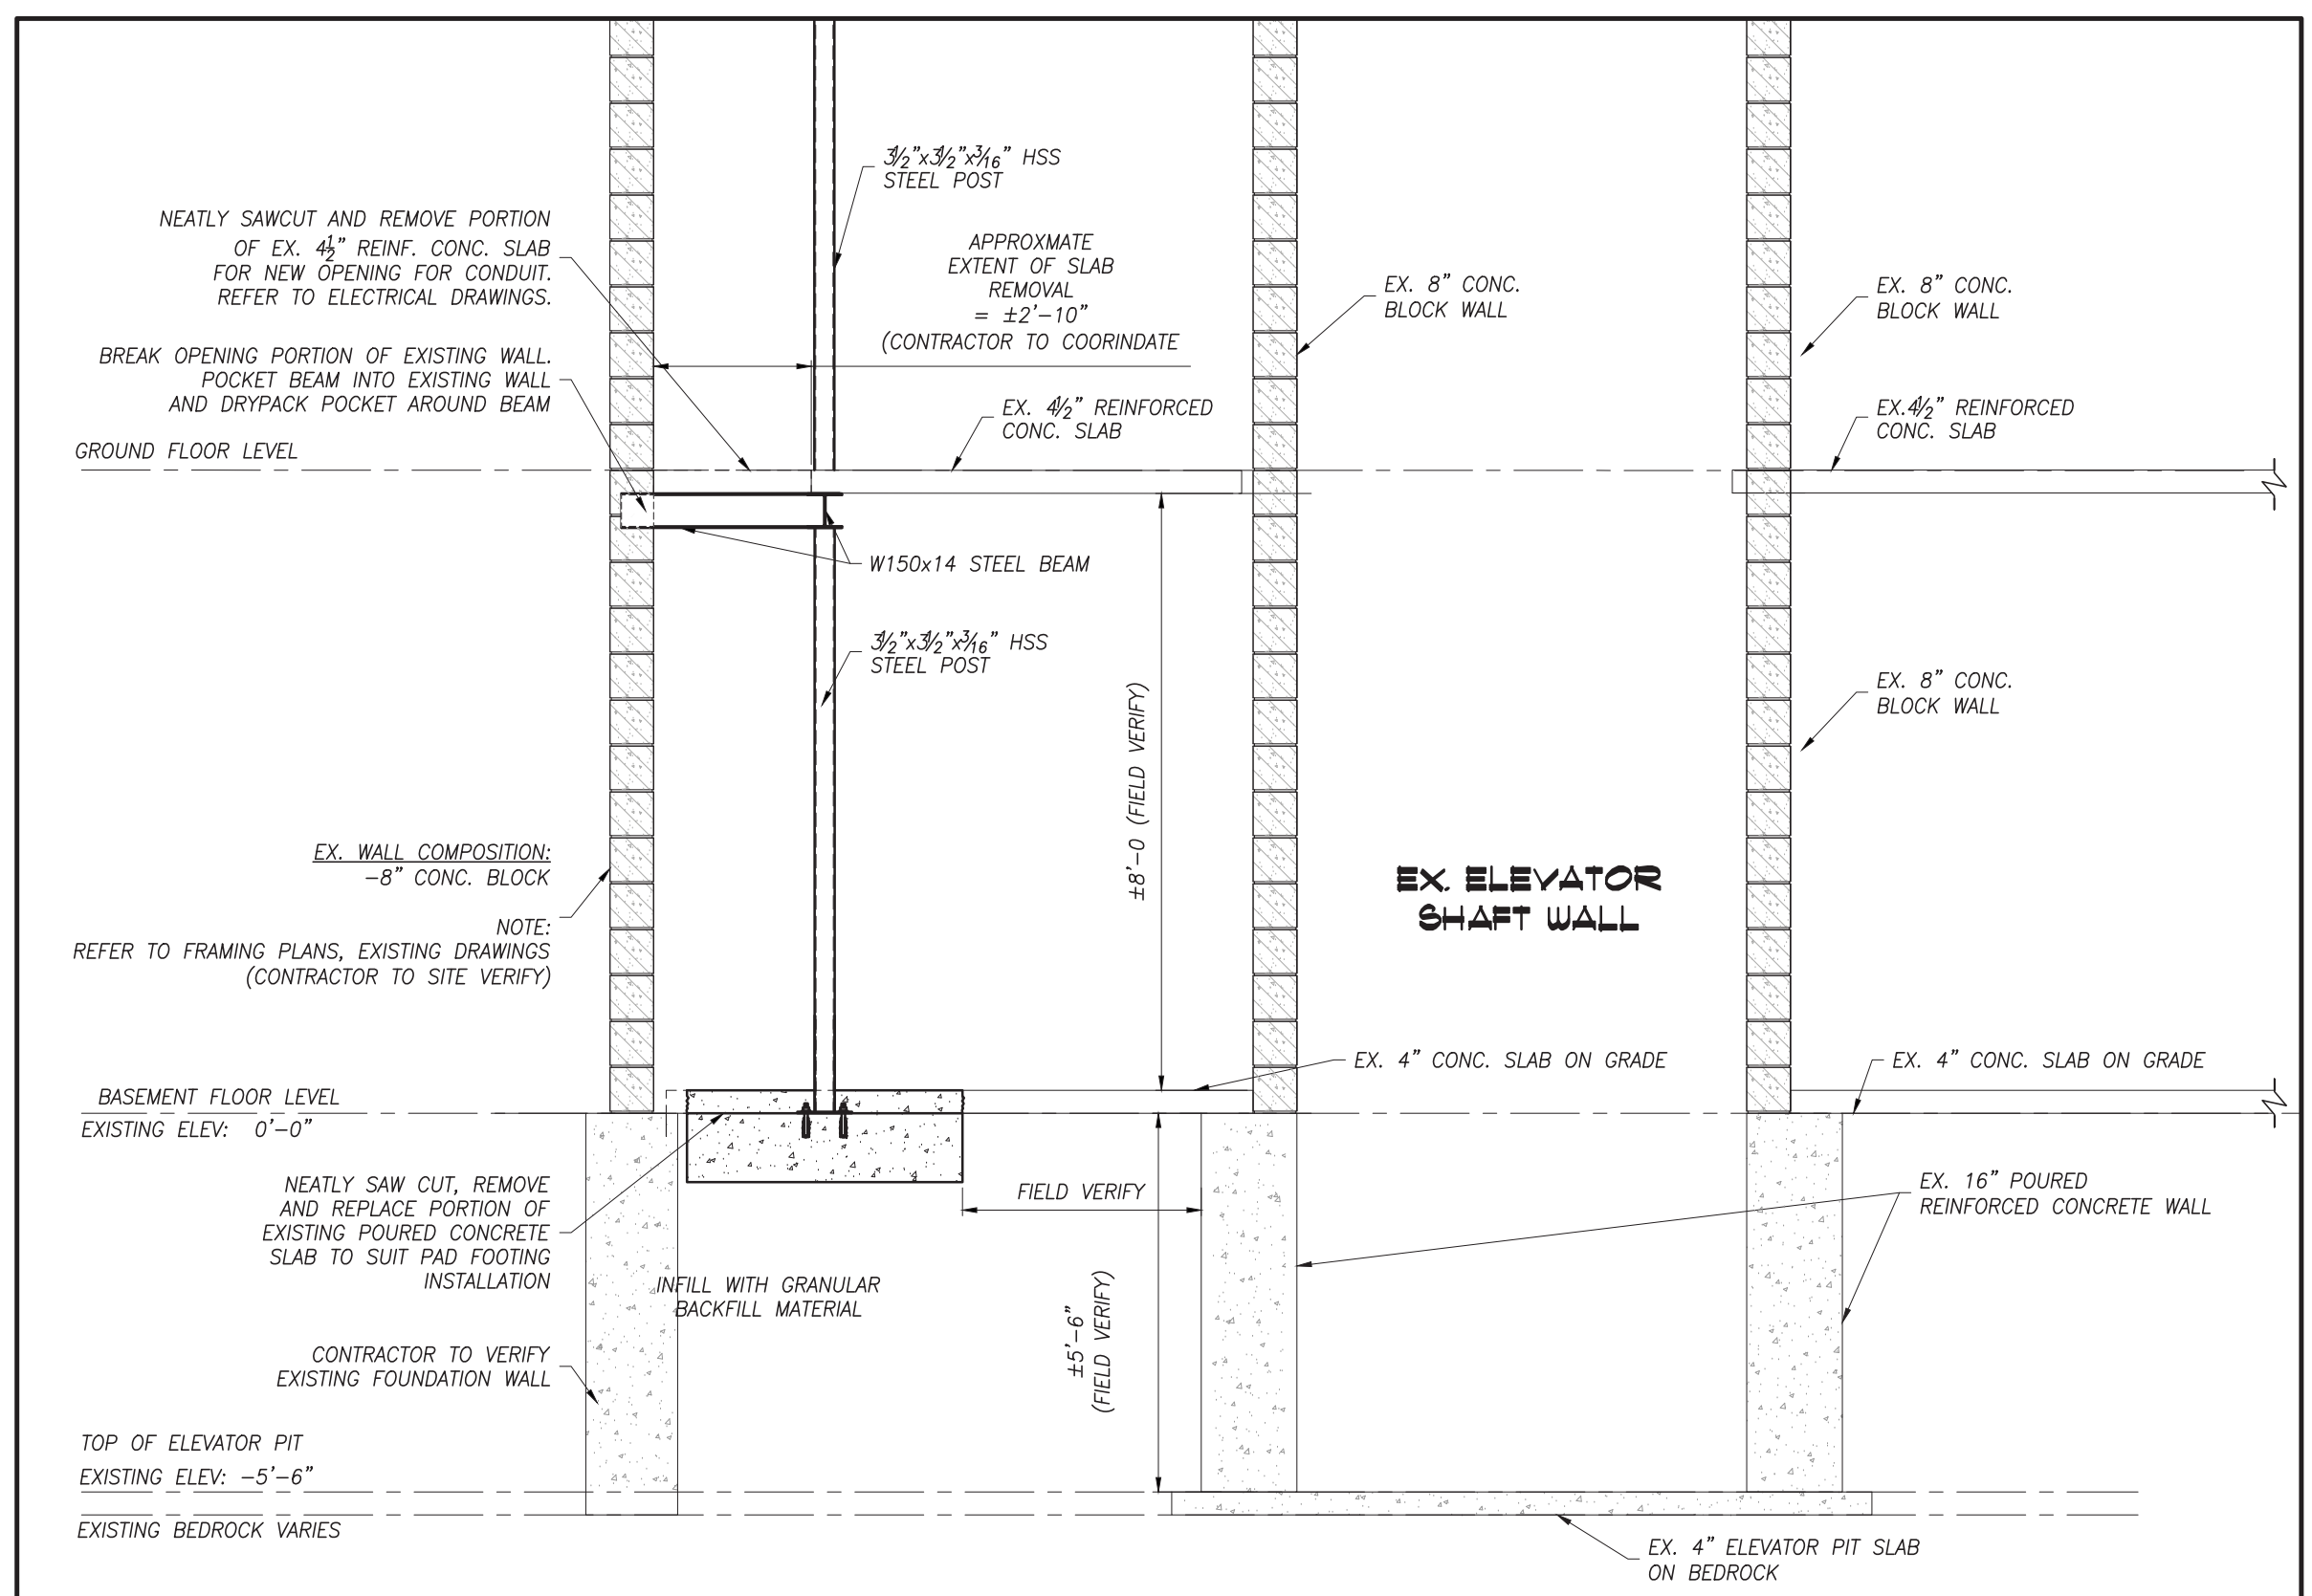 3½"x3½"x3⁄16" HSS
STEEL POST
NEATLY SAWCUT AND REMOVE PORTION
OF EX. 4½" REINF. CONC. SLAB
FOR NEW OPENING FOR CONDUIT.
REFER TO ELECTRICAL DRAWINGS.
APPROXMATE
EXTENT OF SLAB
REMOVAL
= ±2'-10"
(CONTRACTOR TO COORINDATE
EX. 8" CONC.
BLOCK WALL
EX. 8" CONC.
BLOCK WALL
BREAK OPENING PORTION OF EXISTING WALL.
POCKET BEAM INTO EXISTING WALL
AND DRYPACK POCKET AROUND BEAM
EX. 4½" REINFORCED
CONC. SLAB
EX.4½" REINFORCED
CONC. SLAB
GROUND FLOOR LEVEL
W150x14 STEEL BEAM
3½"x3½"x3⁄16" HSS
STEEL POST
±8'-0 (FIELD VERIFY)
EX. 8" CONC.
BLOCK WALL
EX. WALL COMPOSITION:
-8" CONC. BLOCK
NOTE:
REFER TO FRAMING PLANS, EXISTING DRAWINGS
(CONTRACTOR TO SITE VERIFY)
EX. ELEVATOR
SHAFT WALL
EX. 4" CONC. SLAB ON GRADE
EX. 4" CONC. SLAB ON GRADE
BASEMENT FLOOR LEVEL
EXISTING ELEV: 0'-0"
NEATLY SAW CUT, REMOVE
AND REPLACE PORTION OF
EXISTING POURED CONCRETE
SLAB TO SUIT PAD FOOTING
INSTALLATION
FIELD VERIFY
EX. 16" POURED
REINFORCED CONCRETE WALL
INFILL WITH GRANULAR
BACKFILL MATERIAL
±5'-6"
(FIELD VERIFY)
CONTRACTOR TO VERIFY
EXISTING FOUNDATION WALL
TOP OF ELEVATOR PIT
EXISTING ELEV: -5'-6"
EXISTING BEDROCK VARIES
EX. 4" ELEVATOR PIT SLAB
ON BEDROCK